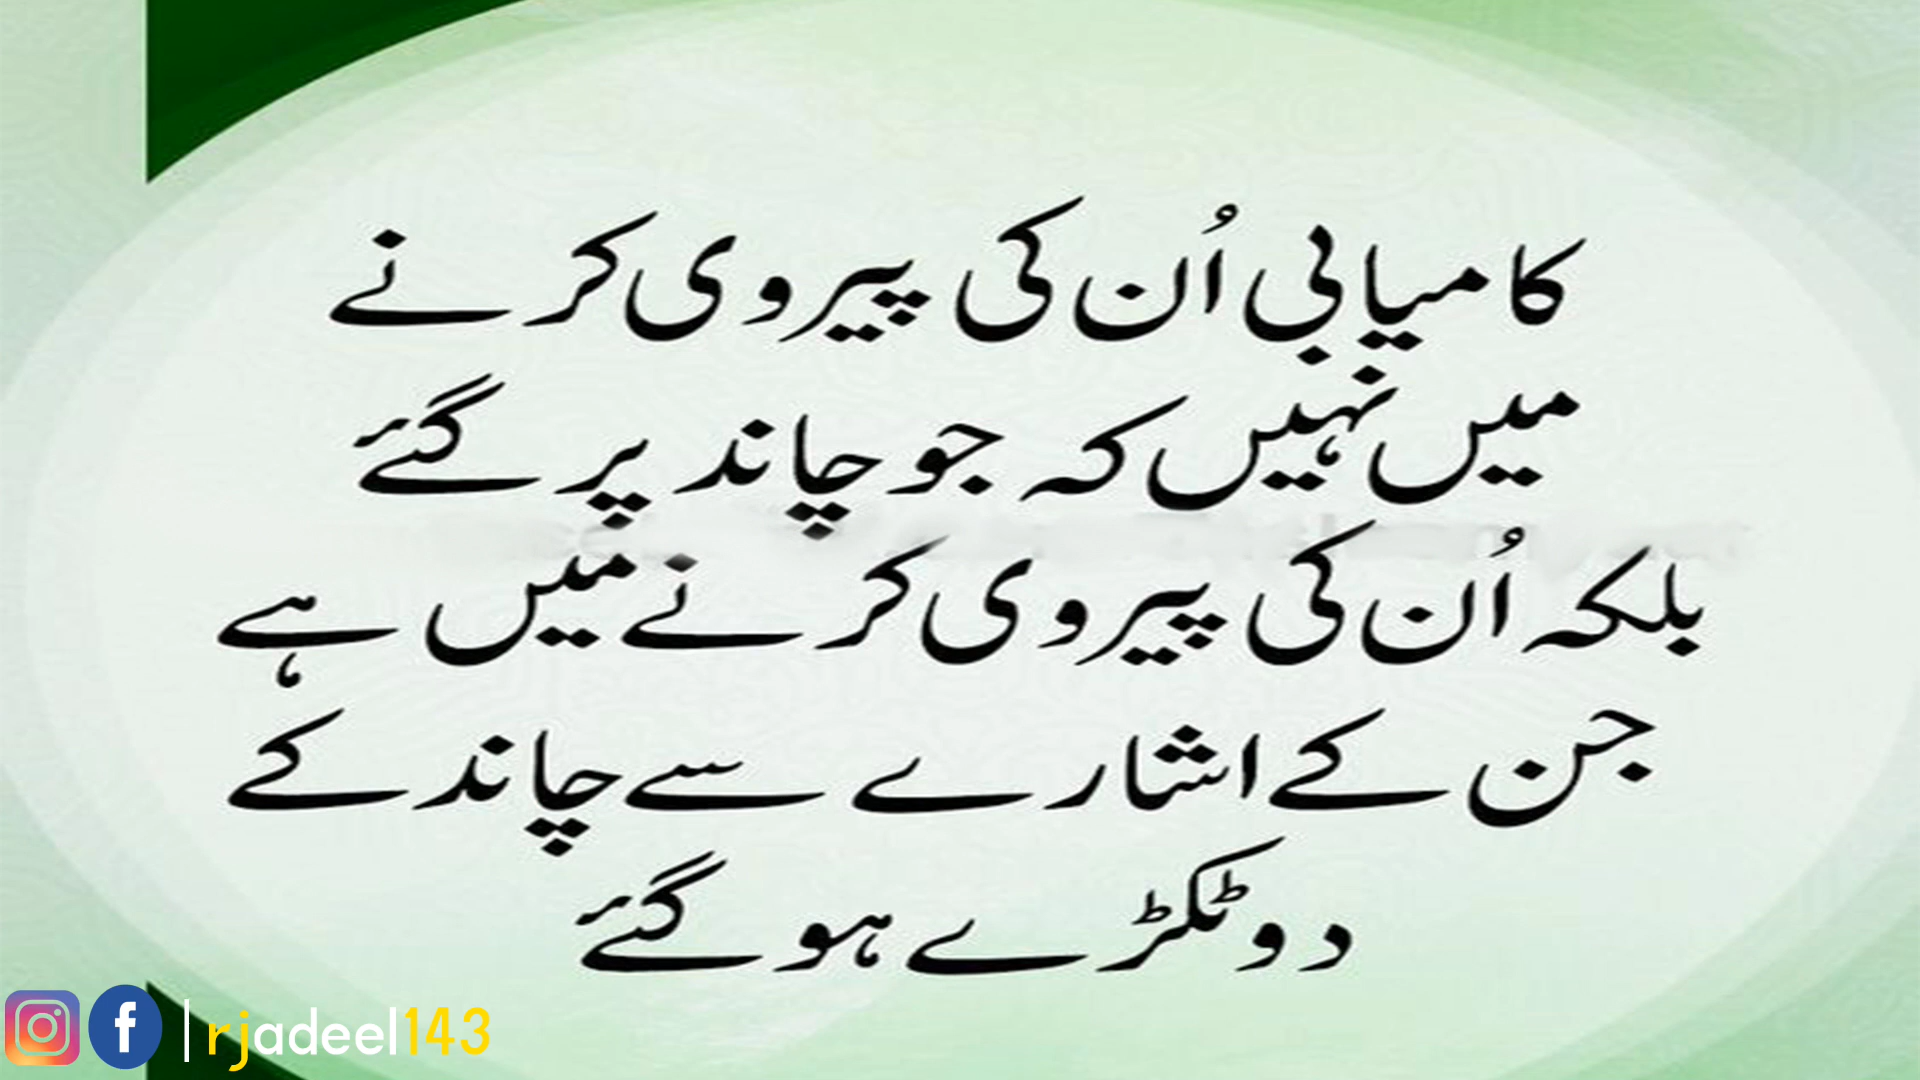 کامیابی اُن کی پیروی کرنے
میں نہیں کہ جو چاند پر گئے
بلکہ اُن کی پیروی کرنے میں ہے
جن کے اشارے سے چاند کے
دو ٹکڑے ہو گئے
rjadeel143